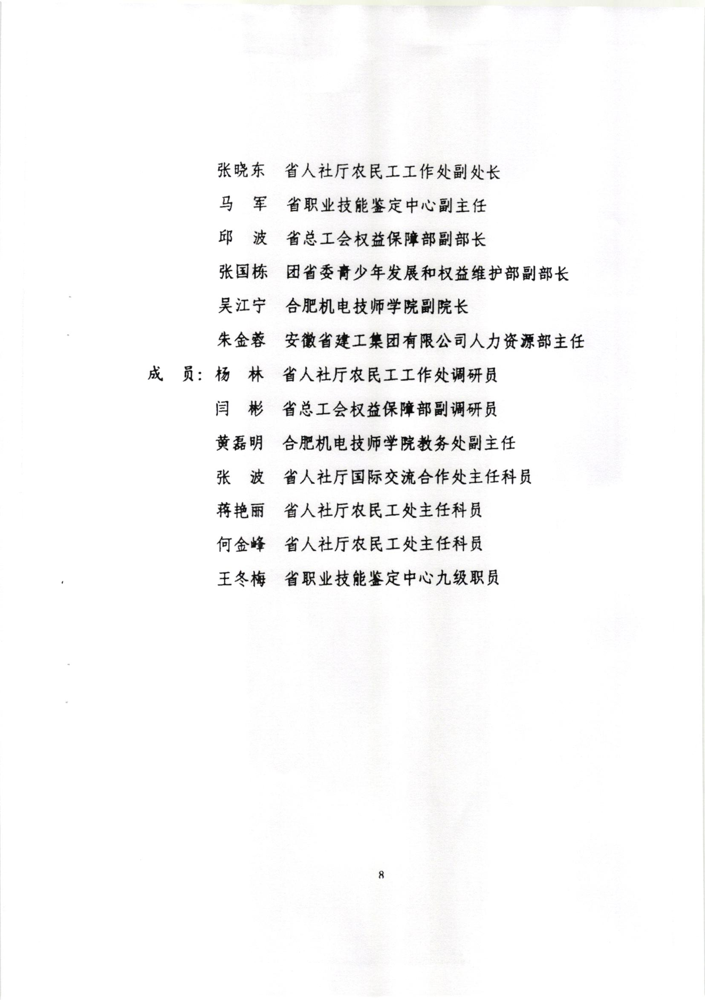 张晓东 省人社厅农民工工作处副处长
马 军 省职业技能鉴定中心副主任
邱 波 省总工会权益保障部副部长
张国栋 团省委青少年发展和权益维护部副部长
吴江宁 合肥机电技师学院副院长
朱金蓉 安徽省建工集团有限公司人力资源部主任
成 员：杨 林 省人社厅农民工工作处调研员
闫 彬 省总工会权益保障部副调研员
黄磊明 合肥机电技师学院教务处副主任
张 波 省人社厅国际交流合作处主任科员
蒋艳丽 省人社厅农民工处主任科员
何金峰 省人社厅农民工处主任科员
王冬梅 省职业技能鉴定中心九级职员
8